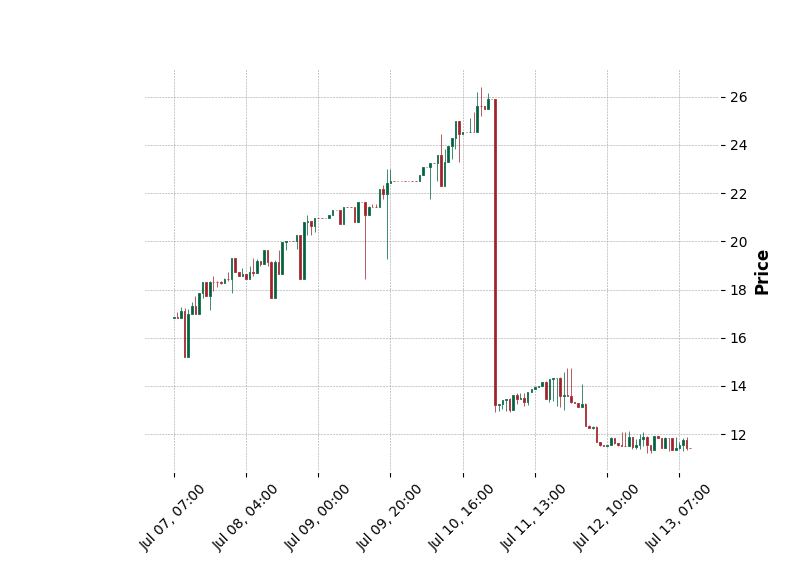 26
24
22
20
18
16
14
12
Price
Jul 07, 07:00
Jul 08, 04:00
Jul 09, 00:00
Jul 09, 20:00
Jul 10, 16:00
Jul 11, 13:00
Jul 12, 10:00
Jul 13, 07:00